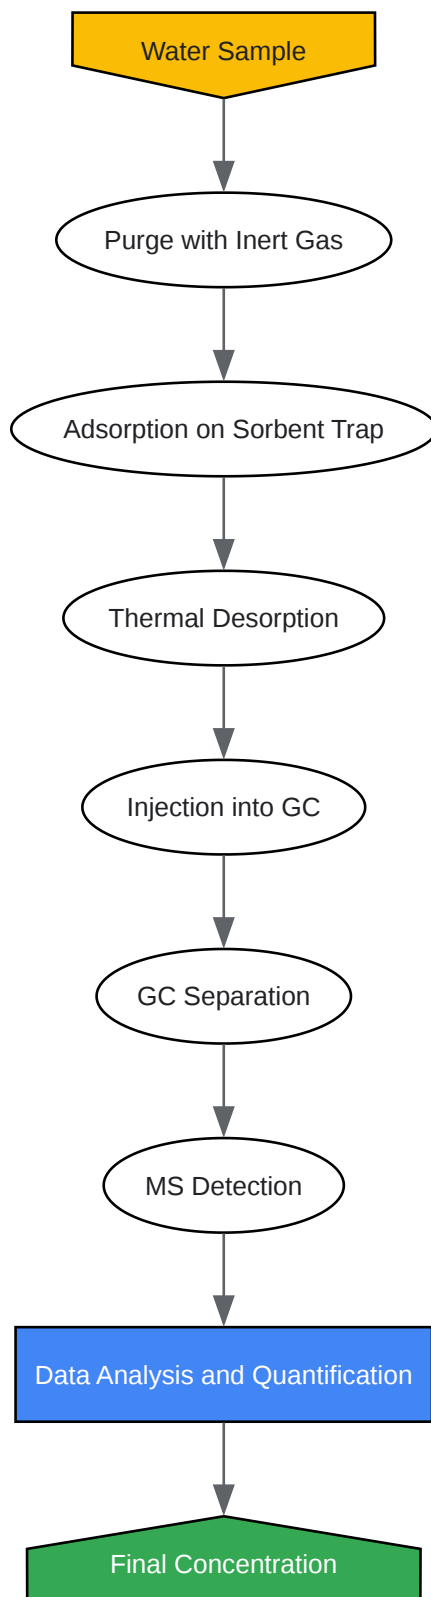 Water Sample
Purge with Inert Gas
Adsorption on Sorbent Trap
Thermal Desorption
Injection into GC
GC Separation
MS Detection
Data Analysis and Quantification
Final Concentration